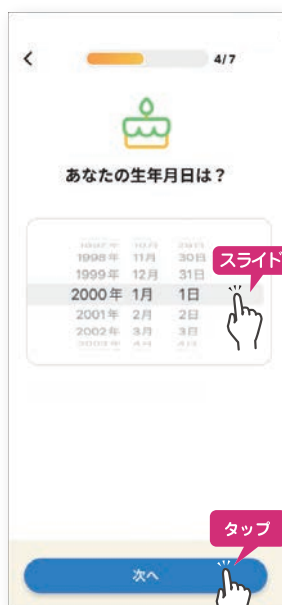 4/7
あなたの生年月日は？
1998年 11月 30日
スライド
1999年 12月 31日
2000年 1月 1日
2001年 2月 2日
2002年 3月 3日
タップ
次へ